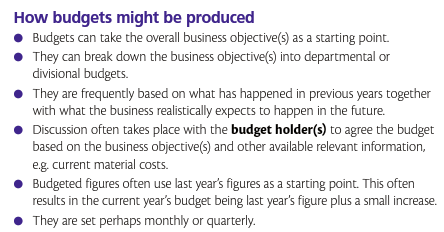 How budgets might be produced
● Budgets can take the overall business objective(s) as a starting point.
● They can break down the business objective(s) into departmental or
divisional budgets.
● They are frequently based on what has happened in previous years together
with what the business realistically expects to happen in the future.
● Discussion often takes place with the budget holder(s) to agree the budget
based on the business objective(s) and other available relevant information,
e.g. current material costs.
● Budgeted figures often use last year's figures as a starting point. This often
results in the current year's budget being last year's figure plus a small increase.
● They are set perhaps monthly or quarterly.